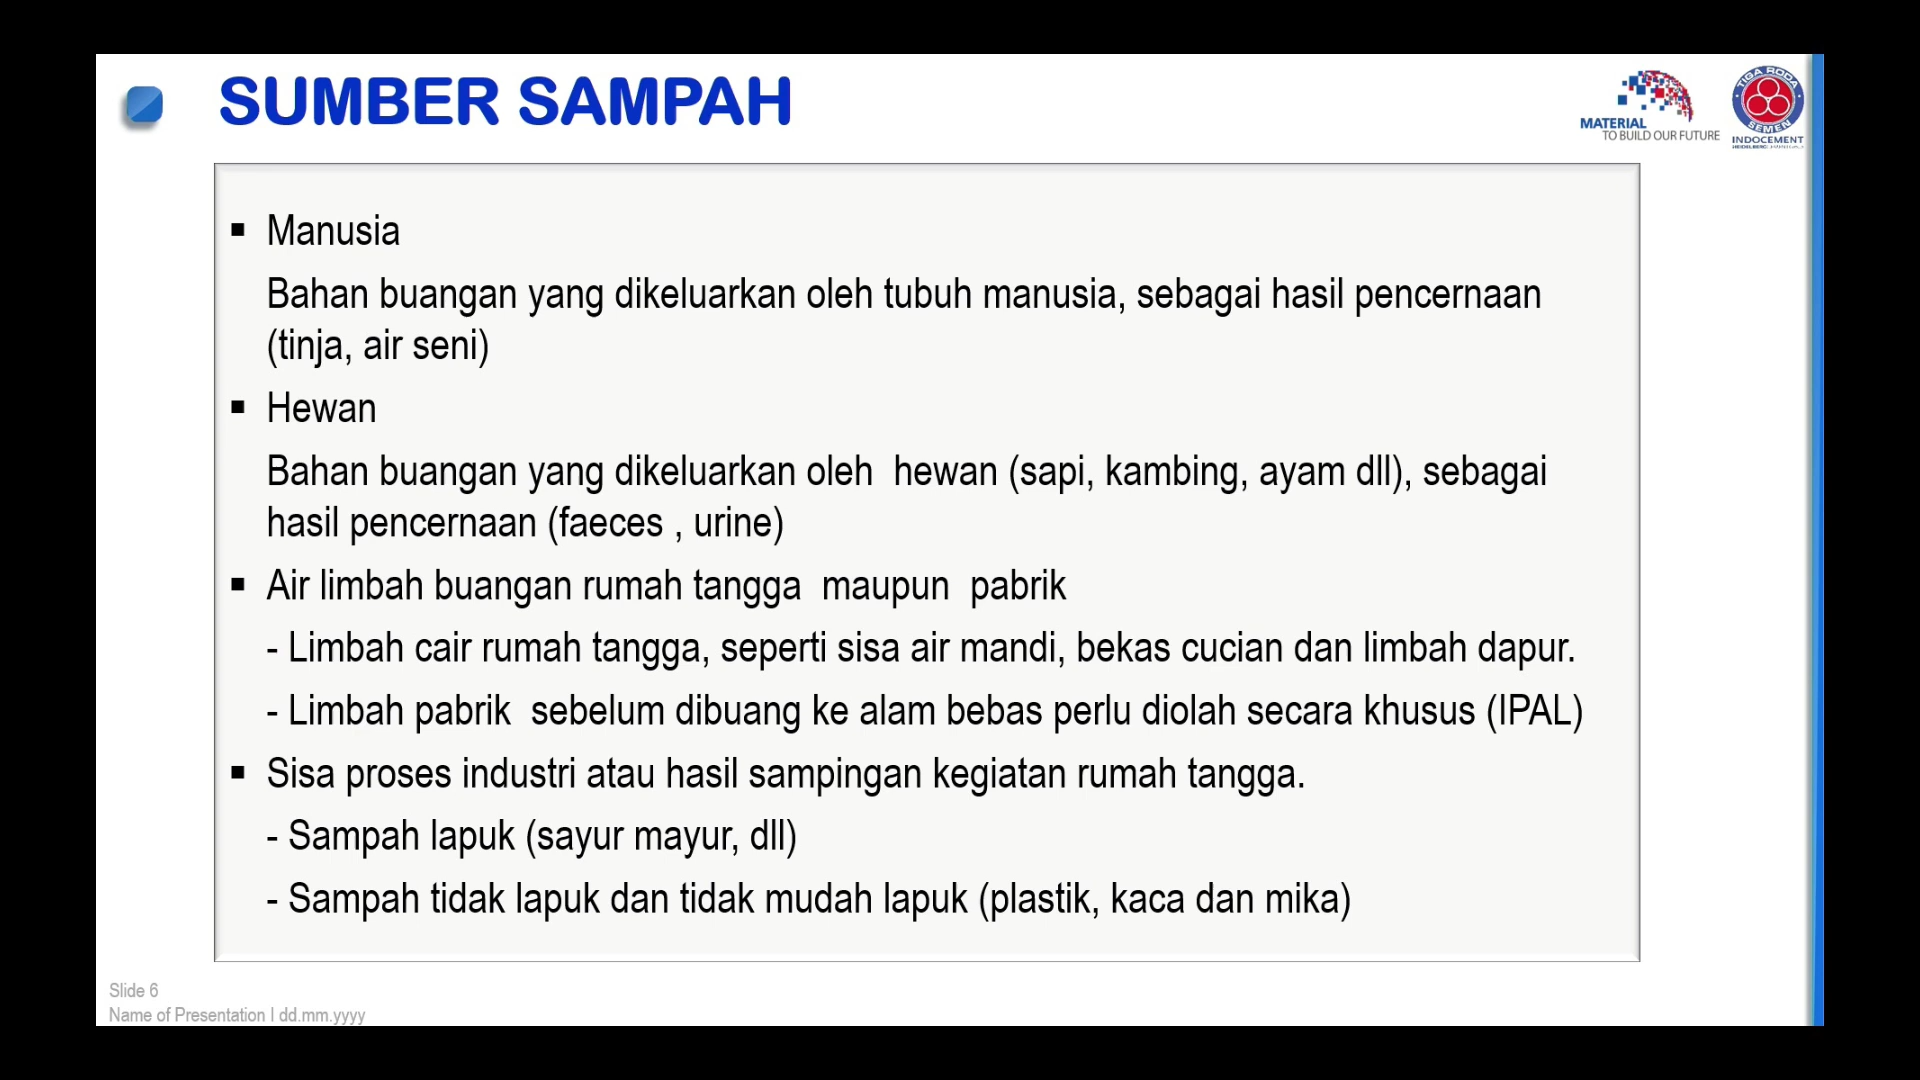 SUMBER SAMPAH
MATERIAL
TO BUILD OUR FUTURE
TIGA RODA
SEMEN
INDOCEMENT
▪ Manusia
Bahan buangan yang dikeluarkan oleh tubuh manusia, sebagai hasil pencernaan
(tinja, air seni)
▪ Hewan
Bahan buangan yang dikeluarkan oleh  hewan (sapi, kambing, ayam dll), sebagai
hasil pencernaan (faeces , urine)
▪ Air limbah buangan rumah tangga  maupun  pabrik
- Limbah cair rumah tangga, seperti sisa air mandi, bekas cucian dan limbah dapur.
- Limbah pabrik  sebelum dibuang ke alam bebas perlu diolah secara khusus (IPAL)
▪ Sisa proses industri atau hasil sampingan kegiatan rumah tangga.
- Sampah lapuk (sayur mayur, dll)
- Sampah tidak lapuk dan tidak mudah lapuk (plastik, kaca dan mika)
Slide 6
Name of Presentation I dd.mm.yyyy